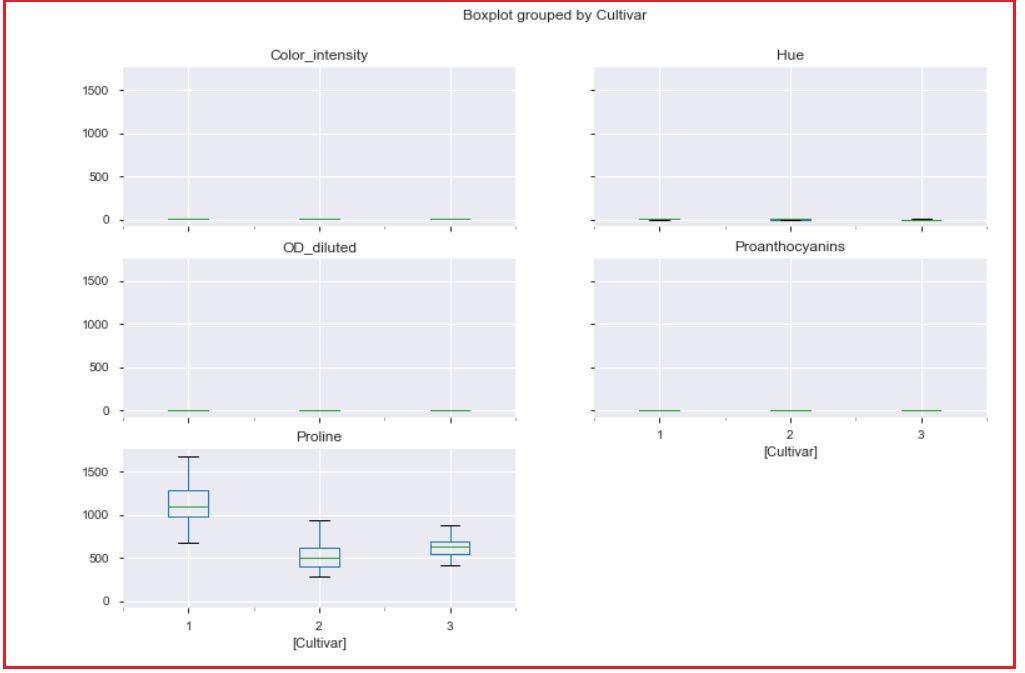 Boxplot grouped by Cultivar
Color_intensity
1500
1000
500
0
Hue
OD_diluted
1500
1000
500
0
Proanthocyanins
1
2
3
[Cultivar]
Proline
1500
1000
500
0
1
2
3
[Cultivar]